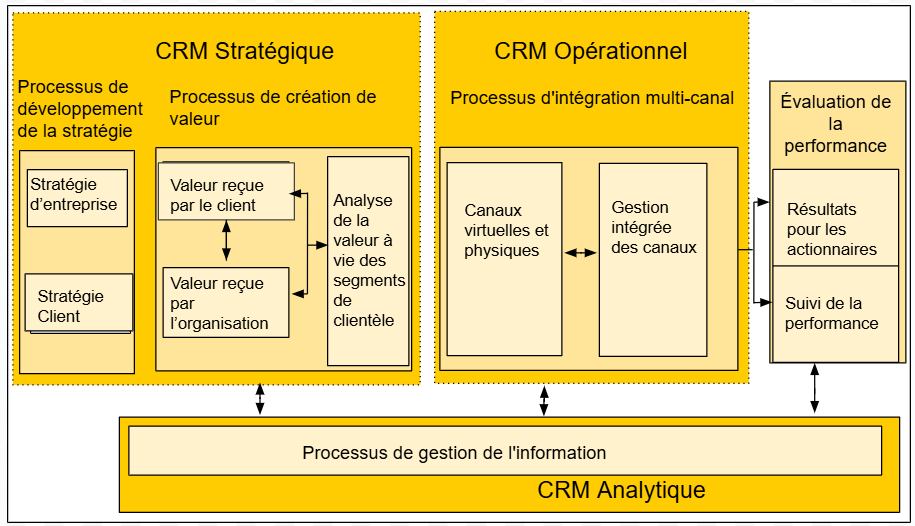 CRM Stratégique
Processus de
développement
de la stratégie
Stratégie
d’entreprise
Stratégie
Client
Processus de création de
valeur
Valeur reçue
par le client
Valeur reçue
par
l’organisation
Analyse
de la
valeur à
vie des
segments
de
clientèle
CRM Opérationnel
Processus d'intégration multi-canal
Canaux
virtuelles et
physiques
Gestion
intégrée
des canaux
Évaluation de
la
performance
Résultats
pour les
actionnaires
Suivi de la
performance
Processus de gestion de l'information
CRM Analytique